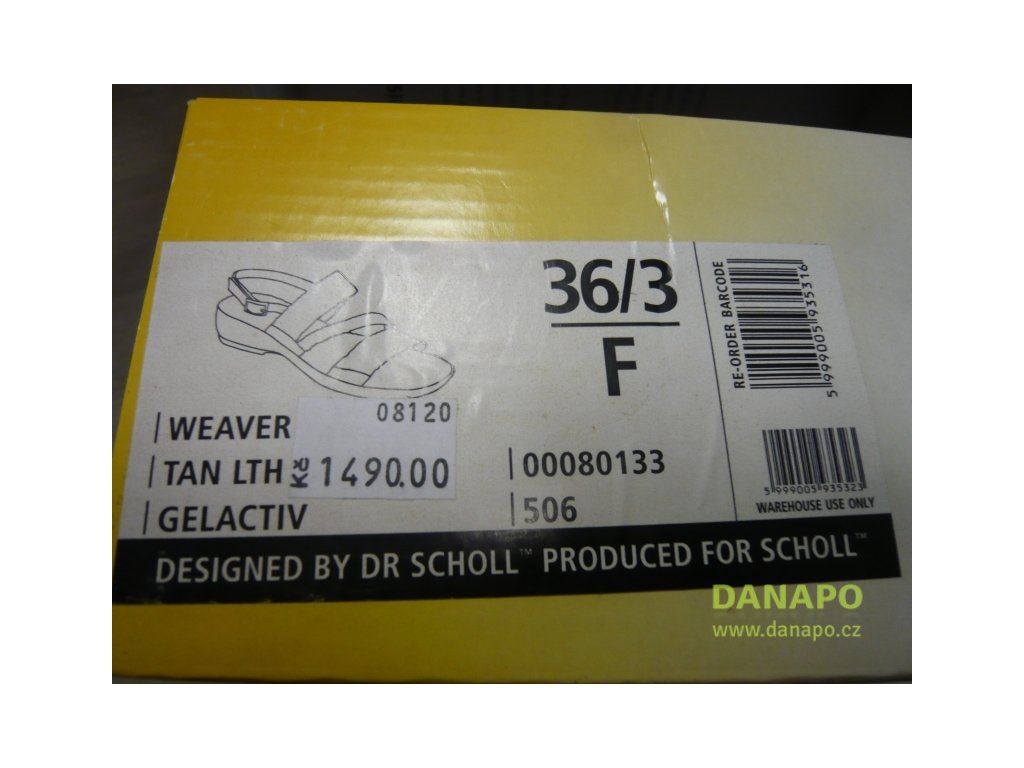 36/3
F
RE-ORDER BARCODE
5 999005 935316
WEAVER
08120
TAN LTH
Kč 1490.00
00080133
GELACTIV
506
5 999005 935323
WAREHOUSE USE ONLY
DESIGNED BY DR SCHOLL™ PRODUCED FOR SCHOLL™
DANAPO
www.danapo.cz